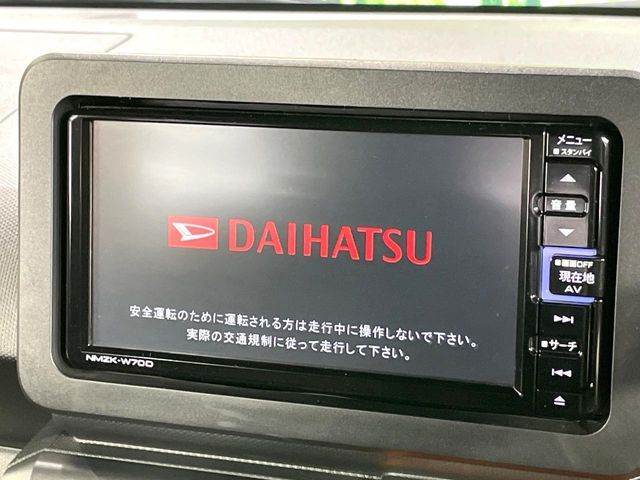 DAIHATSU
安全運転のために運転される方は走行中に操作しないで下さい。
実際の交通規制に従って走行して下さい。
NMZK-W70D
メニュー
スタンバイ
音量
画面OFF
現在地
AV
サーチ